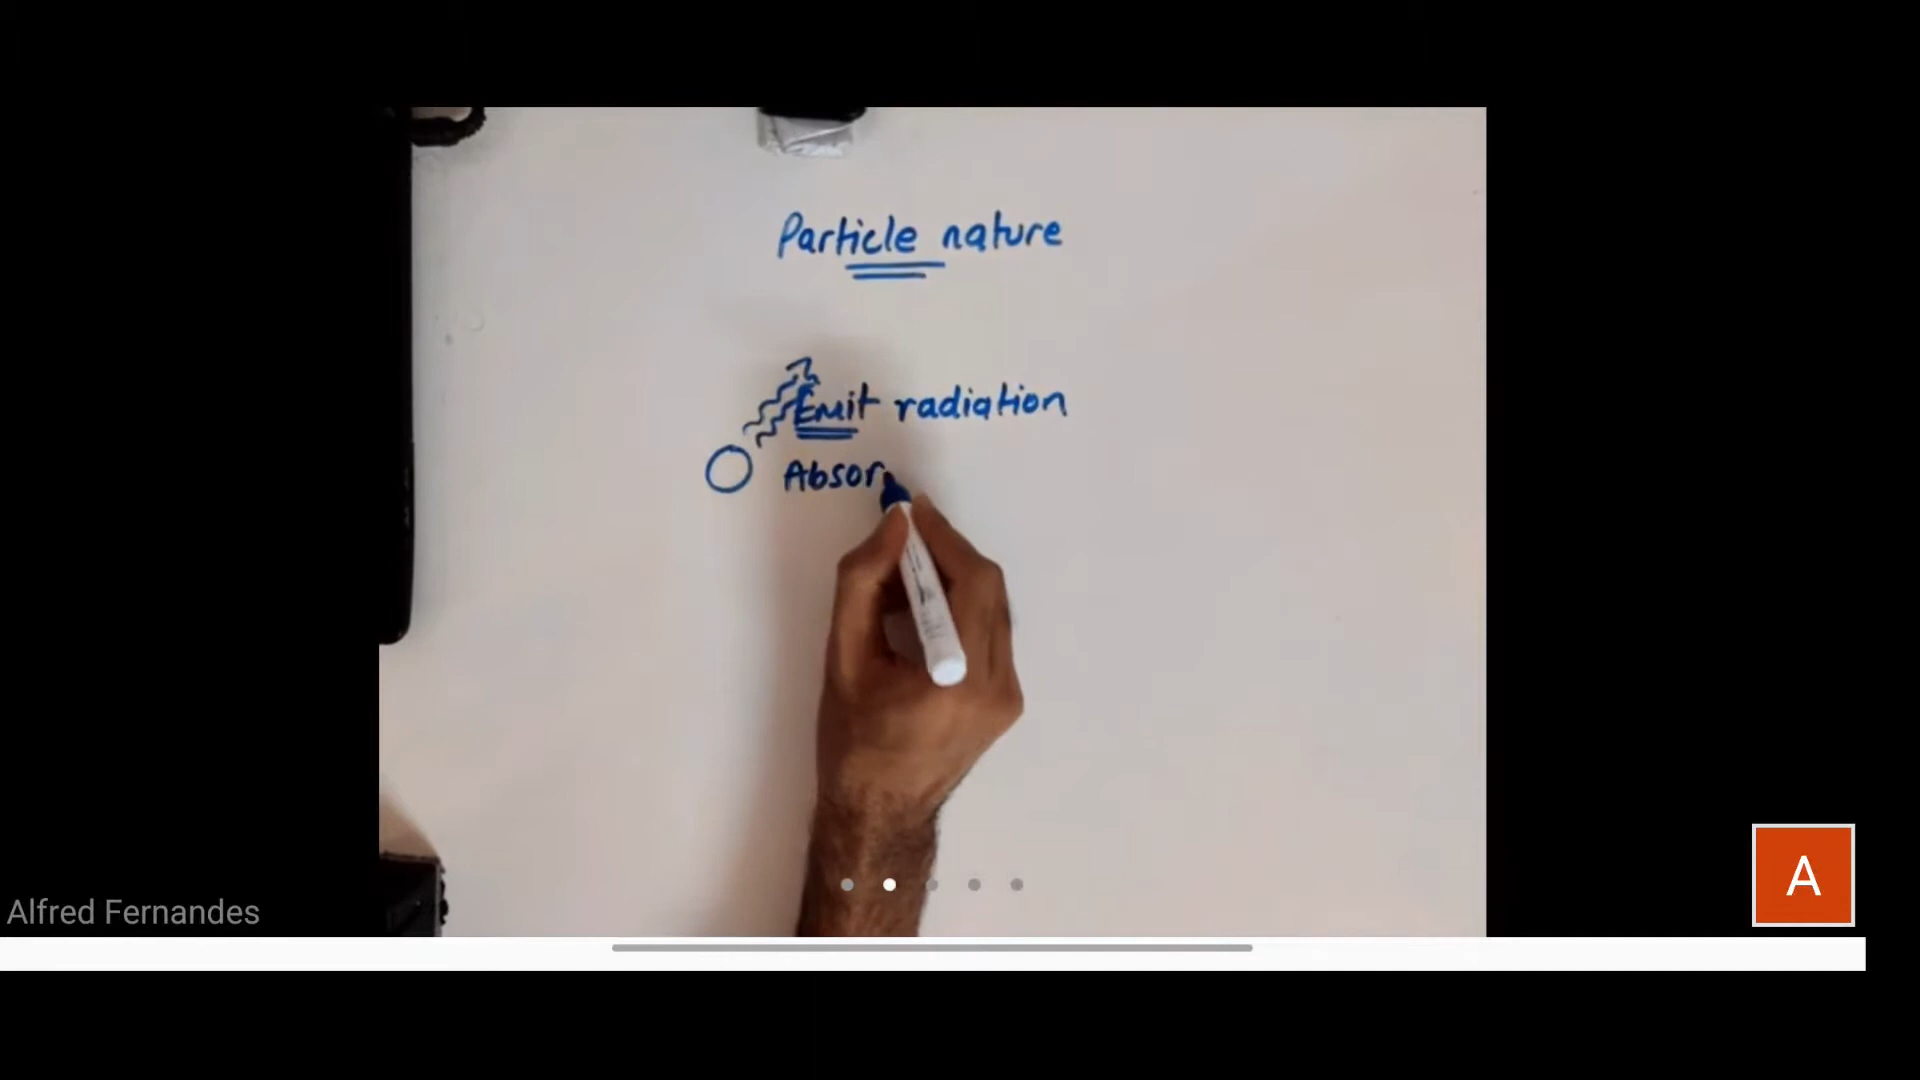 Particle nature
Emit radiation
Absor
Alfred Fernandes
A